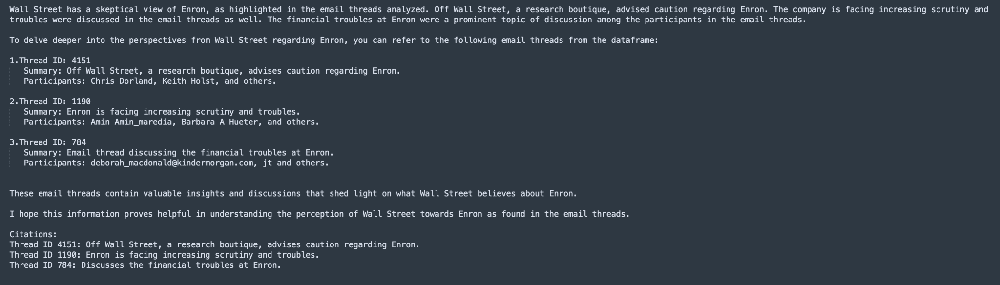 Wall Street has a skeptical view of Enron, as highlighted in the email threads analyzed. Off Wall Street, a research boutique, advised caution regarding Enron. The company is facing increasing scrutiny and
troubles were discussed in the email threads as well. The financial troubles at Enron were a prominent topic of discussion among the participants in the email threads.
To delve deeper into the perspectives from Wall Street regarding Enron, you can refer to the following email threads from the dataframe:
1.Thread ID: 4151
Summary: Off Wall Street, a research boutique, advises caution regarding Enron.
Participants: Chris Dorland, Keith Holst, and others.
2.Thread ID: 1190
Summary: Enron is facing increasing scrutiny and troubles.
Participants: Amin Amin_maredia, Barbara A Hueter, and others.
3.Thread ID: 784
Summary: Email thread discussing the financial troubles at Enron.
Participants: deborah_macdonald@kindermorgan.com, jt and others.
These email threads contain valuable insights and discussions that shed light on what Wall Street believes about Enron.
I hope this information proves helpful in understanding the perception of Wall Street towards Enron as found in the email threads.
Citations:
Thread ID 4151: Off Wall Street, a research boutique, advises caution regarding Enron.
Thread ID 1190: Enron is facing increasing scrutiny and troubles.
Thread ID 784: Discusses the financial troubles at Enron.